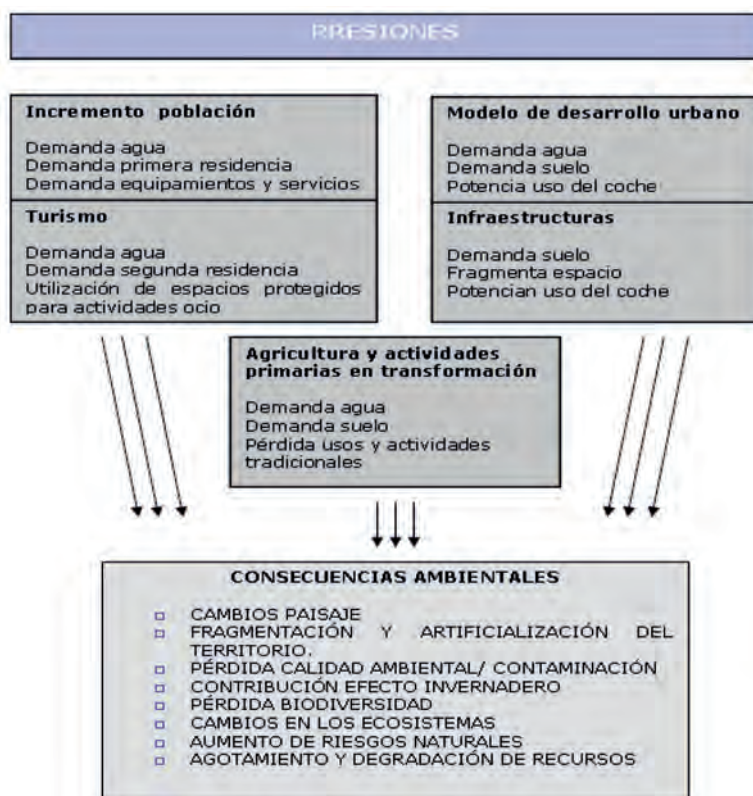 RRESIONES
Incremento población
Demanda agua
Demanda primera residencia
Demanda equipamientos y servicios
Turismo
Demanda agua
Demanda segunda residencia
Utilización de espacios protegidos
para actividades ocio
Modelo de desarrollo urbano
Demanda agua
Demanda suelo
Potencia uso del coche
Infraestructuras
Demanda suelo
Fragmenta espacio
Potencian uso del coche
Agricultura y actividades
primarias en transformación
Demanda agua
Demanda suelo
Pérdida usos y actividades
tradicionales
CONSECUENCIAS AMBIENTALES
CAMBIOS PAISAJE
FRAGMENTACIÓN Y ARTIFICIALIZACIÓN DEL
TERRITORIO.
PÉRDIDA CALIDAD AMBIENTAL/ CONTAMINACIÓN
CONTRIBUCIÓN EFECTO INVERNADERO
PÉRDIDA BIODIVERSIDAD
CAMBIOS EN LOS ECOSISTEMAS
AUMENTO DE RIESGOS NATURALES
AGOTAMIENTO Y DEGRADACIÓN DE RECURSOS